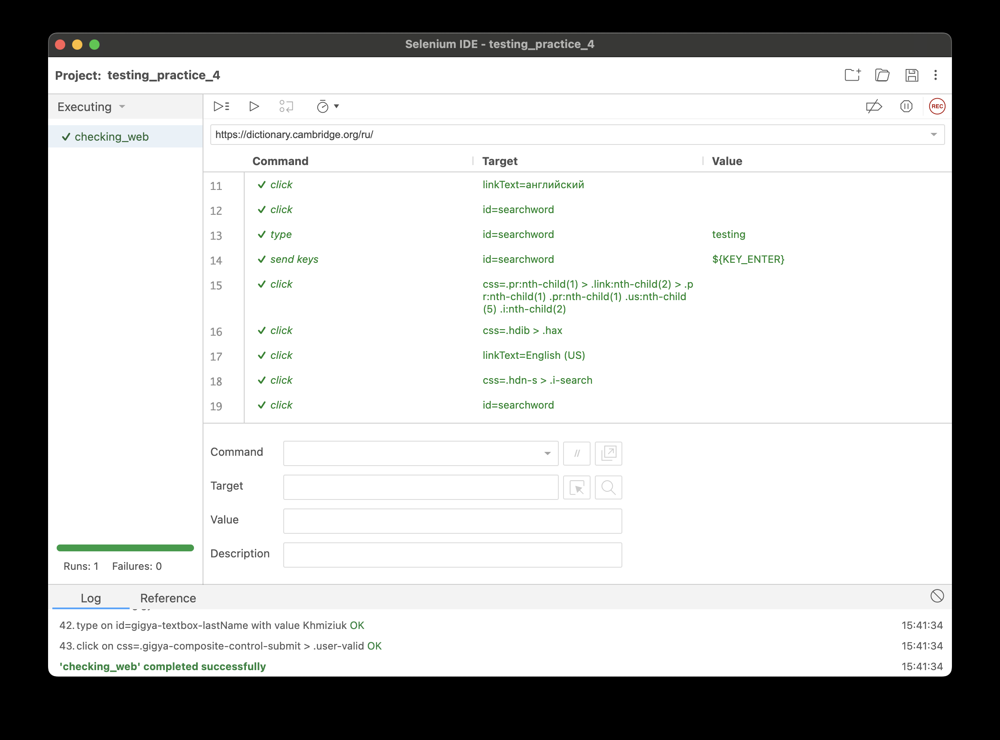 Selenium IDE - testing_practice_4
Project: testing_practice_4
Executing
REC
checking_web
https://dictionary.cambridge.org/ru/
Command Target Value
11 click linkText=английский
12 click id=searchword
13 type id=searchword testing
14 send keys id=searchword ${KEY_ENTER}
15 click css=.pr:nth-child(1) > .link:nth-child(2) > .p
r:nth-child(1) .pr:nth-child(1) .us:nth-child
(5) .i:nth-child(2)
16 click css=.hdib > .hax
17 click linkText=English (US)
18 click css=.hdn-s > .i-search
19 click id=searchword
Command //
Target
Value
Description
Runs: 1 Failures: 0
Log Reference
42. type on id=gigya-textbox-lastName with value Khmiziuk OK 15:41:34
43. click on css=.gigya-composite-control-submit > .user-valid OK 15:41:34
'checking_web' completed successfully 15:41:34